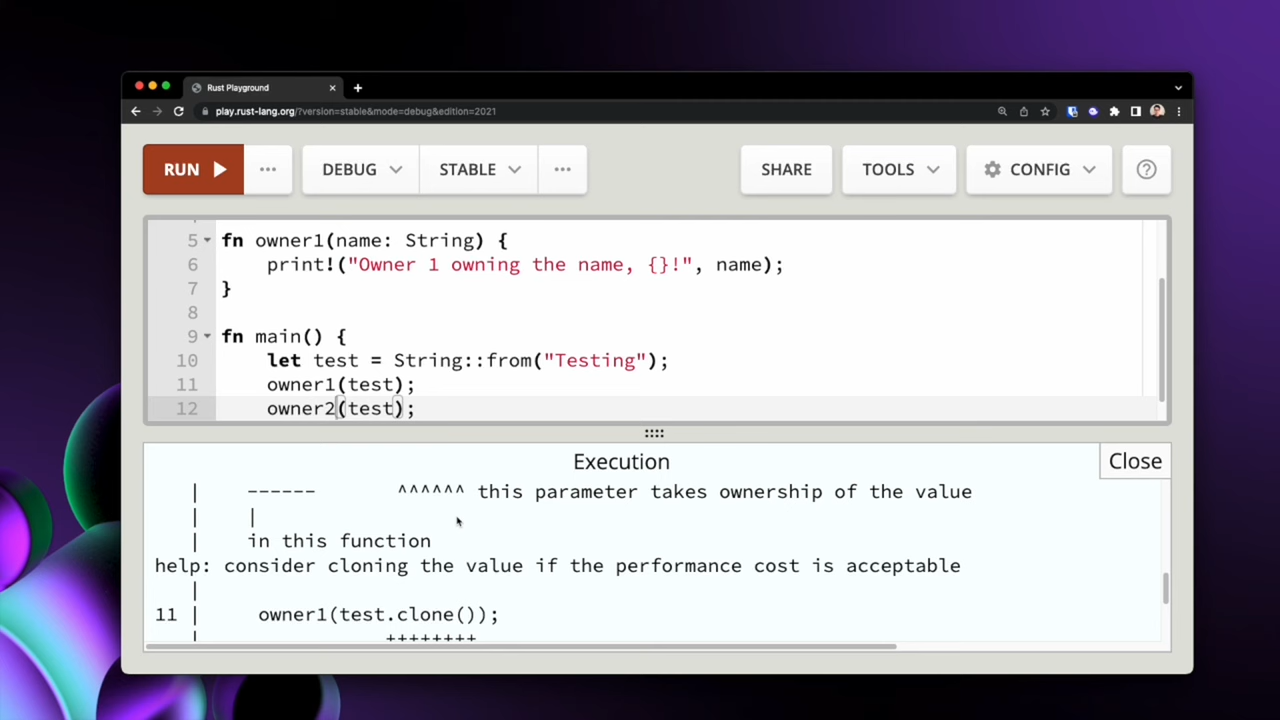 Rust Playground
play.rust-lang.org/?version=stable&mode=debug&edition=2021
RUN ... DEBUG STABLE ... SHARE TOOLS CONFIG ?
5 fn owner1(name: String) {
6 print!("Owner 1 owning the name, {}!", name);
7 }
8
9 fn main() {
10 let test = String::from("Testing");
11 owner1(test);
12 owner2(test);
Execution Close
| ------ ^^^^^^ this parameter takes ownership of the value
| |
| in this function
help: consider cloning the value if the performance cost is acceptable
|
11 | owner1(test.clone());
| ++++++++